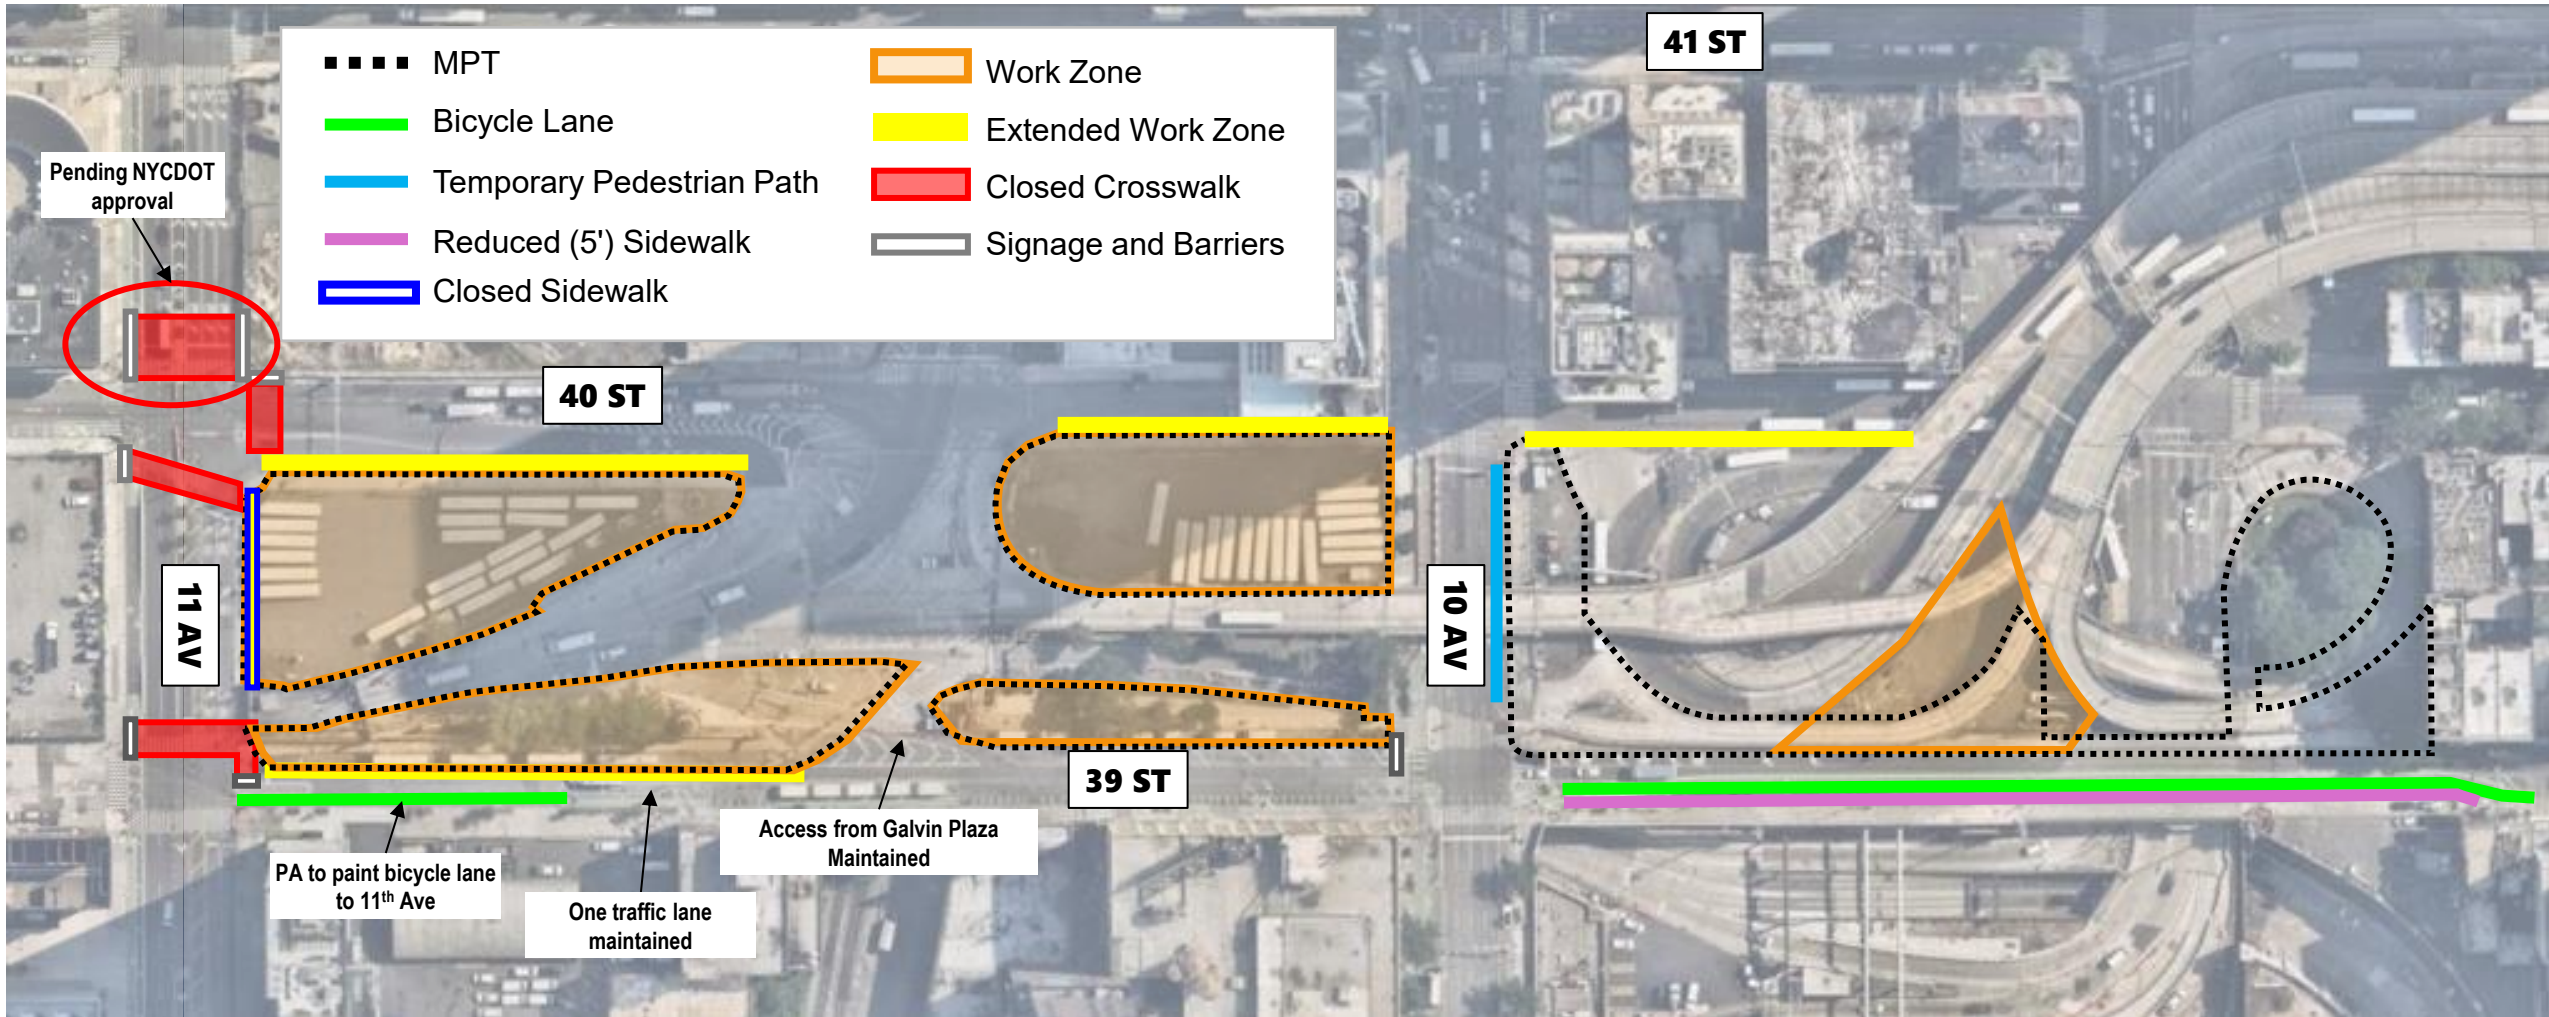 41 ST
MPT
Bicycle Lane
Temporary Pedestrian Path
Reduced (5') Sidewalk
Closed Sidewalk
Work Zone
Extended Work Zone
Closed Crosswalk
Signage and Barriers
Pending NYCDOT
approval
40 ST
11 AV
10 AV
39 ST
Access from Galvin Plaza
Maintained
PA to paint bicycle lane
to 11th Ave
One traffic lane
maintained